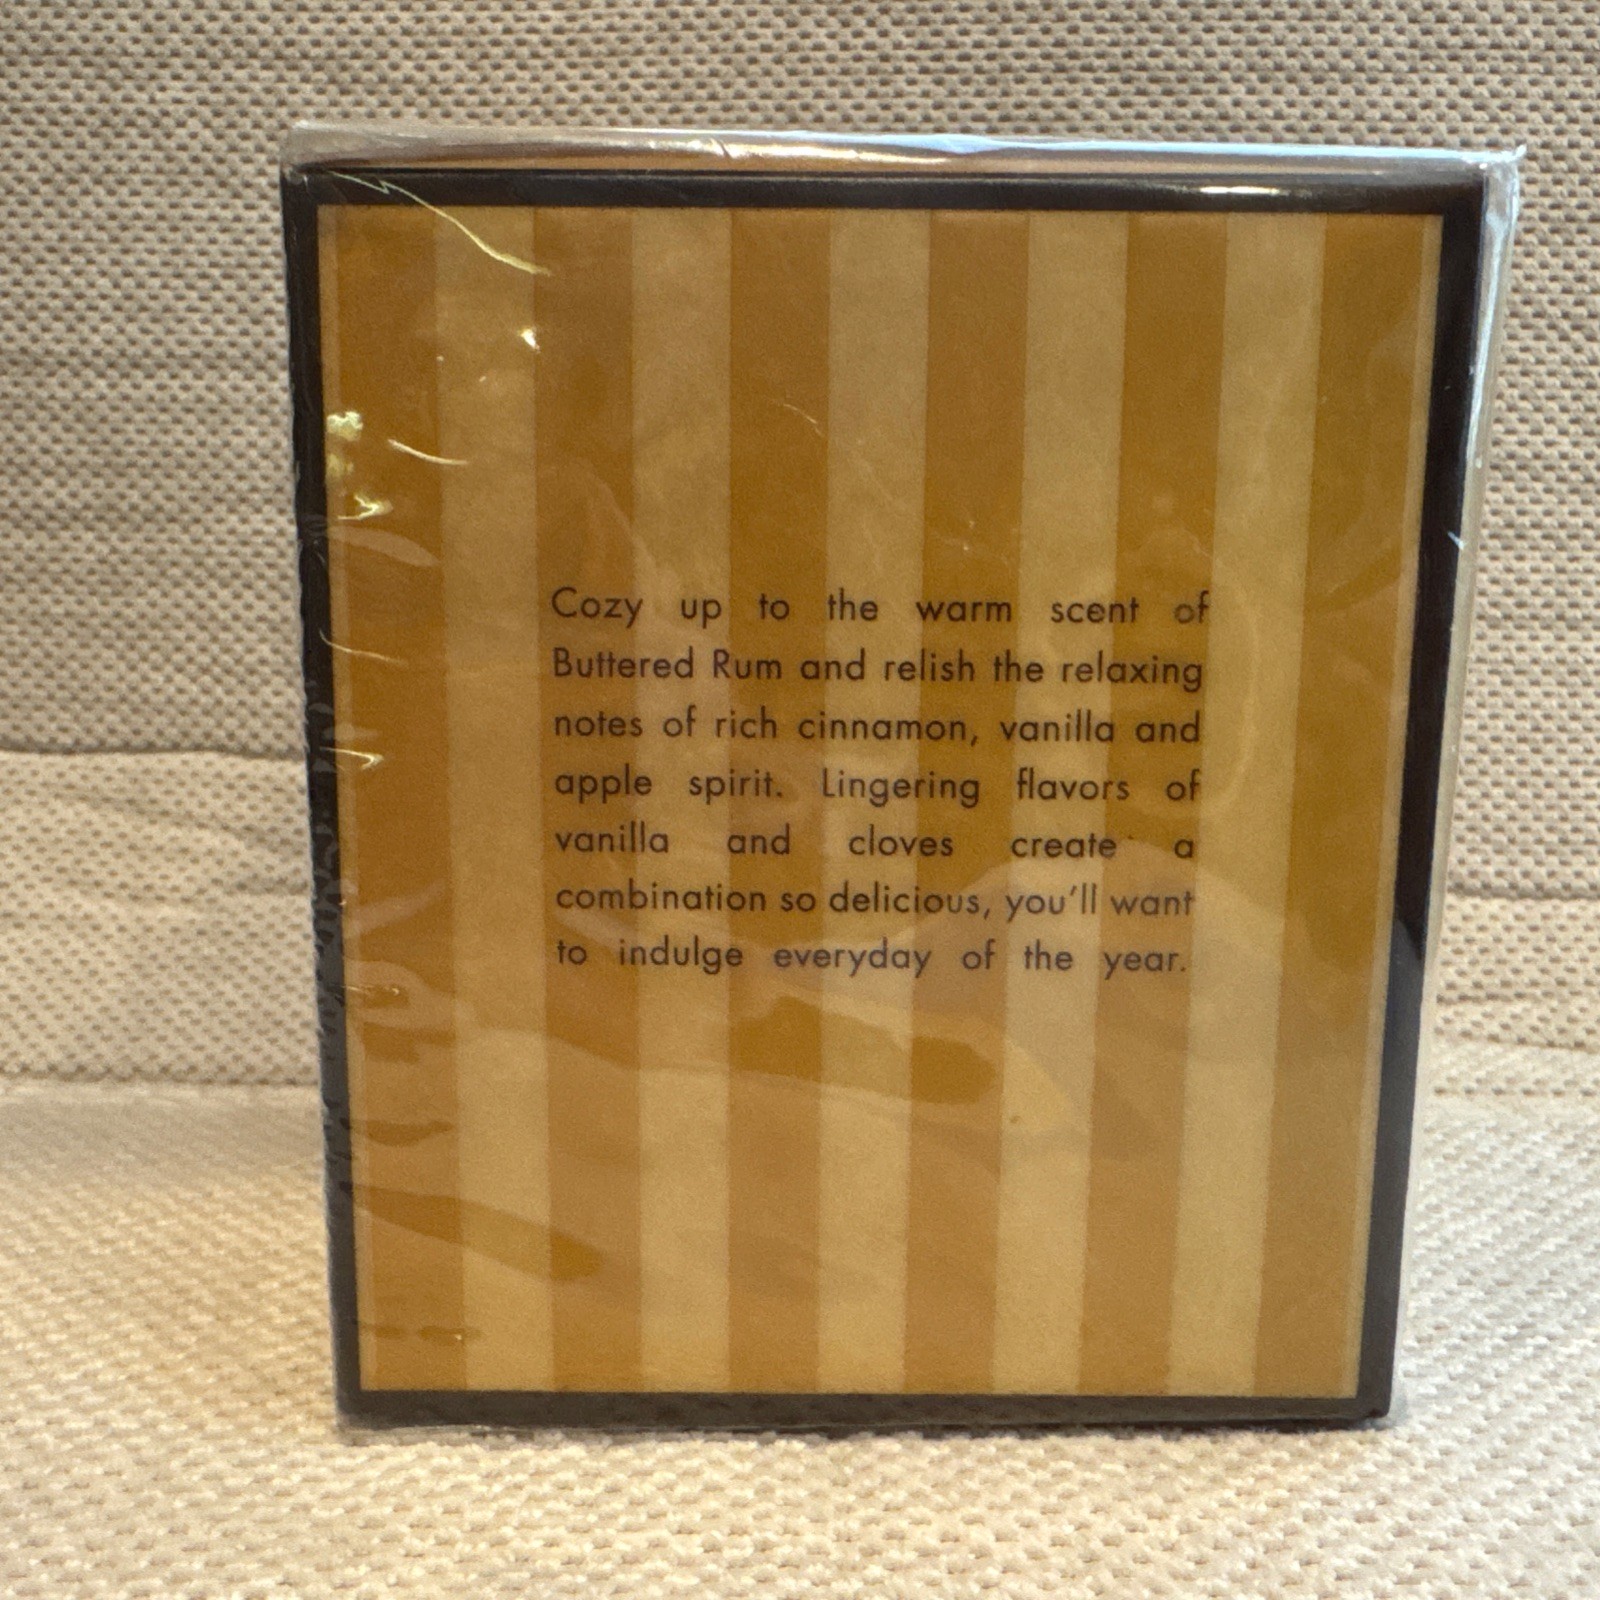 Cozy up to the warm scent of
Buttered Rum and relish the relaxing
notes of rich cinnamon, vanilla and
apple spirit. Lingering flavors of
vanilla and cloves create a
combination so delicious, you'll want
to indulge everyday of the year.